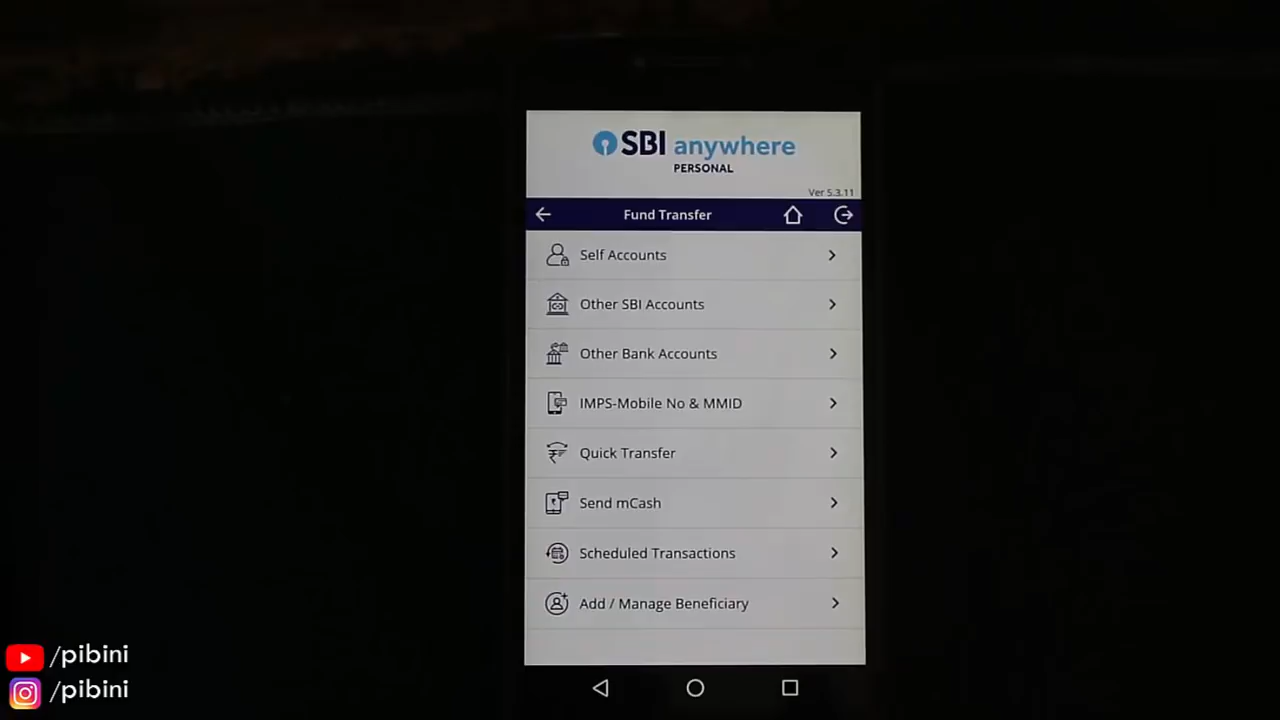 SBI anywhere
PERSONAL
Ver 5.3.11
Fund Transfer
Self Accounts
Other SBI Accounts
Other Bank Accounts
IMPS-Mobile No & MMID
Quick Transfer
Send mCash
Scheduled Transactions
Add / Manage Beneficiary
/pibini
/pibini